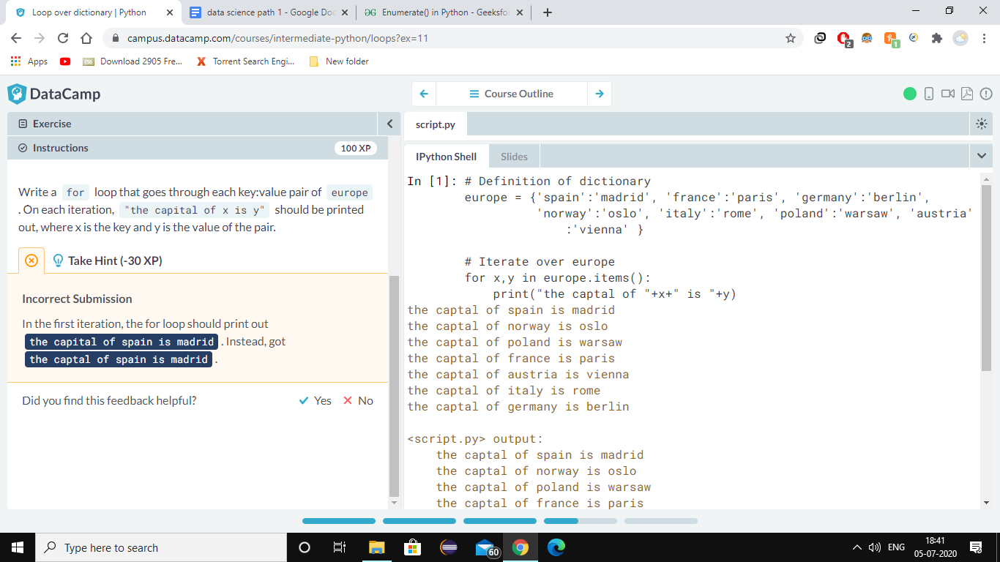 Loop over dictionary | Python
data science path 1 - Google Doc
Enumerate() in Python - Geeksfor
campus.datacamp.com/courses/intermediate-python/loops?ex=11
2
1
Apps
css
Download 2905 Fre...
Torrent Search Engi...
New folder
DataCamp
Course Outline
Exercise
Instructions
100 XP
Write a for loop that goes through each key:value pair of europe
. On each iteration, "the capital of x is y" should be printed
out, where x is the key and y is the value of the pair.
Take Hint (-30 XP)
Incorrect Submission
In the first iteration, the for loop should print out
the capital of spain is madrid . Instead, got
the captal of spain is madrid .
Did you find this feedback helpful?
Yes
No
script.py
IPython Shell
Slides
In [1]: # Definition of dictionary
europe = {'spain':'madrid', 'france':'paris', 'germany':'berlin',
'norway':'oslo', 'italy':'rome', 'poland':'warsaw', 'austria'
:'vienna' }
# Iterate over europe
for x,y in europe.items():
print("the captal of "+x+" is "+y)
the captal of spain is madrid
the captal of norway is oslo
the captal of poland is warsaw
the captal of france is paris
the captal of austria is vienna
the captal of italy is rome
the captal of germany is berlin
<script.py> output:
the captal of spain is madrid
the captal of norway is oslo
the captal of poland is warsaw
the captal of france is paris
Type here to search
60
ENG
18:41
05-07-2020